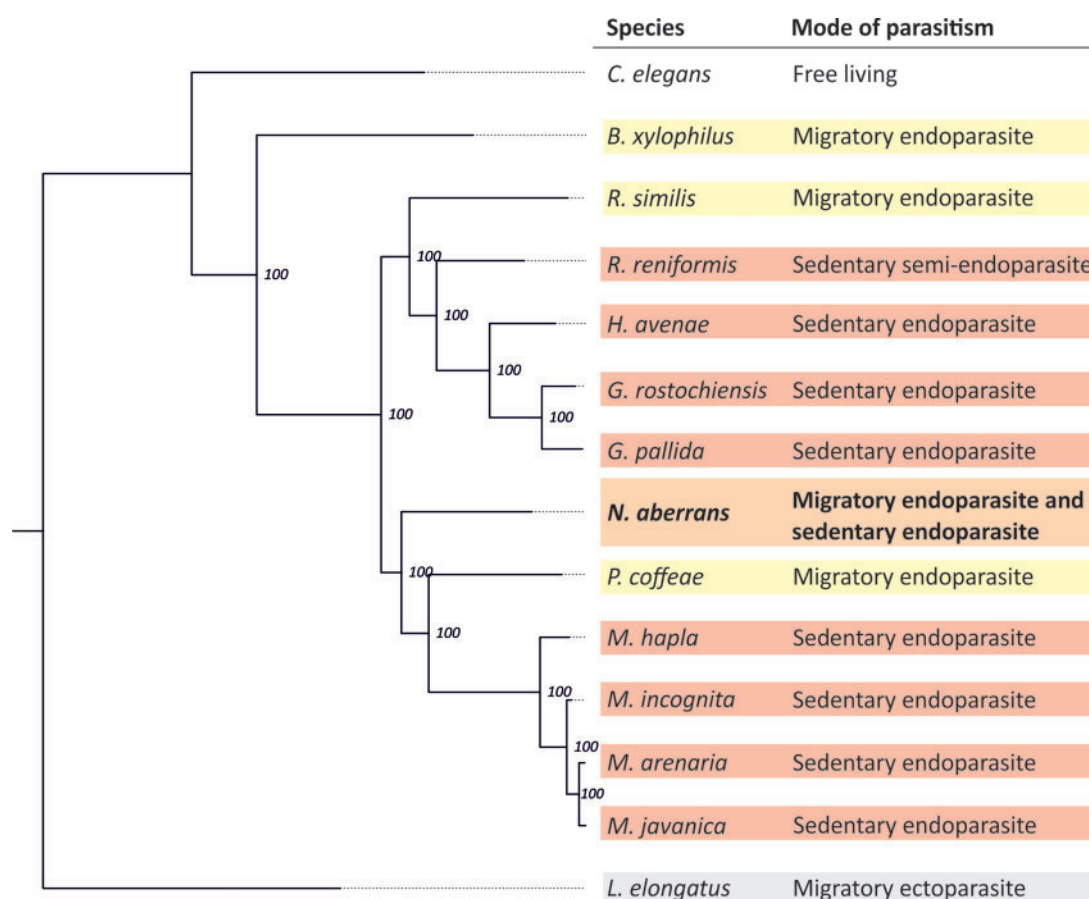 Species Mode of parasitism
C. elegans Free living
B. xylophilus Migratory endoparasite
R. similis Migratory endoparasite
100
R. reniformis Sedentary semi-endoparasite
100
100
H. avenae Sedentary endoparasite
100
G. rostochiensis Sedentary endoparasite
100
100
G. pallida Sedentary endoparasite
N. aberrans Migratory endoparasite and
sedentary endoparasite
100
P. coffeae Migratory endoparasite
100
M. hapla Sedentary endoparasite
100
M. incognita Sedentary endoparasite
100
M. arenaria Sedentary endoparasite
100
M. javanica Sedentary endoparasite
L. elongatus Migratory ectoparasite